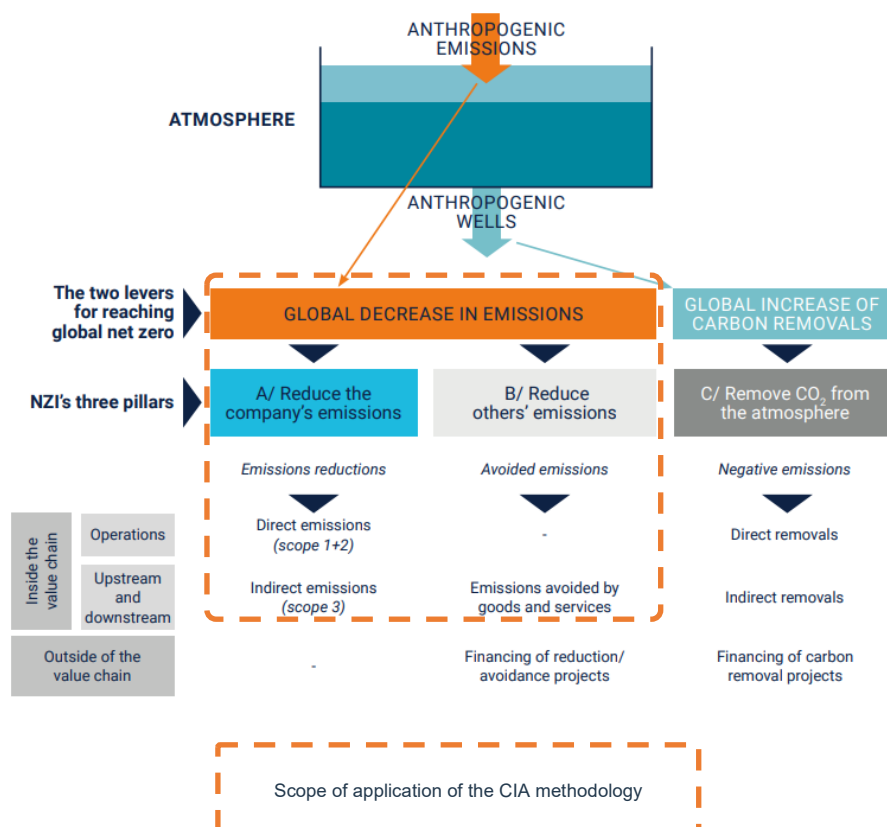 ANTHROPOGENIC
EMISSIONS
ATMOSPHERE
ANTHROPOGENIC
WELLS
The two levers
for reaching
global net zero
GLOBAL DECREASE IN EMISSIONS
GLOBAL INCREASE OF
CARBON REMOVALS
NZI's three pillars
A/ Reduce the
company's emissions
B/ Reduce
others' emissions
C/ Remove CO₂ from
the atmosphere
Emissions reductions
Avoided emissions
Negative emissions
Inside the
value chain
Operations
Direct emissions
(scope 1+2)
-
Direct removals
Upstream
and
downstream
Indirect emissions
(scope 3)
Emissions avoided by
goods and services
Indirect removals
Outside of the
value chain
-
Financing of reduction/
avoidance projects
Financing of carbon
removal projects
Scope of application of the CIA methodology